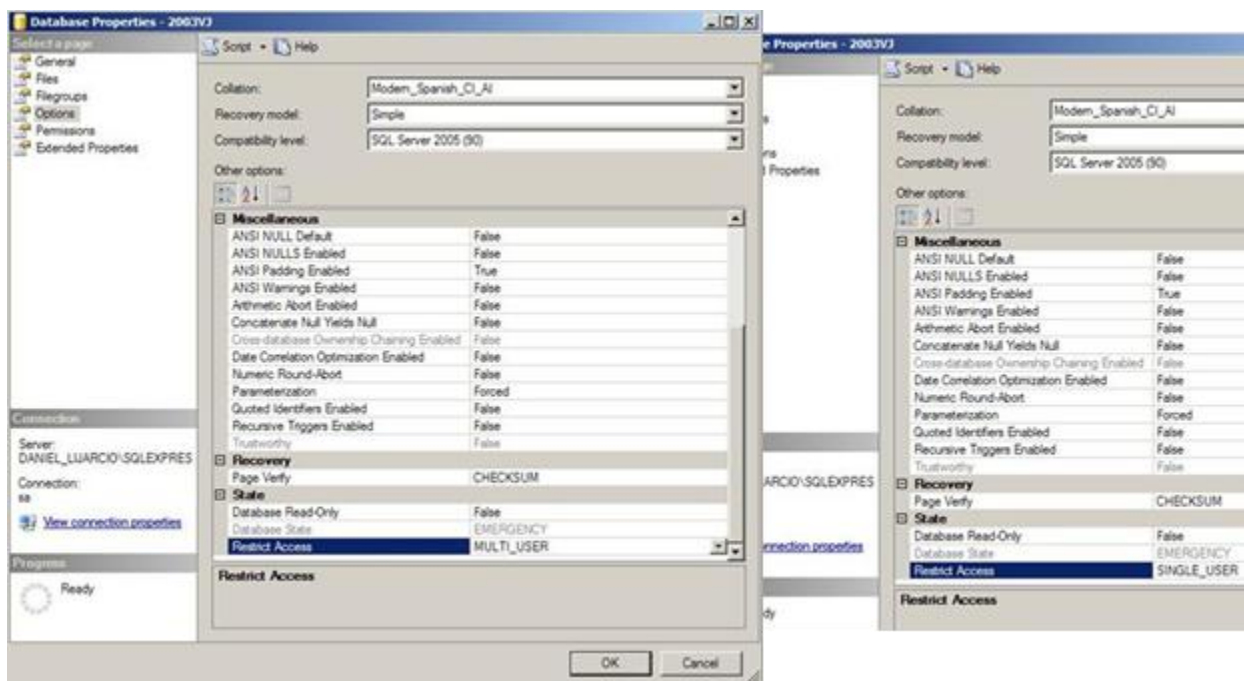 Database Properties - 2003VJ
Select a page
General
Files
Filegroups
Options
Permissions
Extended Properties
Connection
Server:
DANIEL_LUARCIO\SQLEXPRES
Connection:
sa
View connection properties
Progress
Ready
Script
Help
Collation:
Modern_Spanish_CI_AI
Recovery model:
Simple
Compatibility level:
SQL Server 2005 (90)
Other options:
Miscellaneous
ANSI NULL Default False
ANSI NULLS Enabled False
ANSI Padding Enabled True
ANSI Warnings Enabled False
Arithmetic Abort Enabled False
Concatenate Null Yields Null False
Cross-database Ownership Chaining Enabled False
Date Correlation Optimization Enabled False
Numeric Round-Abort False
Parameterization Forced
Quoted Identifiers Enabled False
Recursive Triggers Enabled False
Trustworthy False
Recovery
Page Verify CHECKSUM
State
Database Read-Only False
Database State EMERGENCY
Restrict Access MULTI_USER
Restrict Access
OK Cancel
e Properties - 2003VJ
s
ns
t Properties
ARCIO\SQLEXPRES
onnection properties
dy
Script
Help
Collation:
Modern_Spanish_CI_AI
Recovery model:
Simple
Compatibility level:
SQL Server 2005 (90)
Other options:
Miscellaneous
ANSI NULL Default False
ANSI NULLS Enabled False
ANSI Padding Enabled True
ANSI Warnings Enabled False
Arithmetic Abort Enabled False
Concatenate Null Yields Null False
Cross-database Ownership Chaining Enabled False
Date Correlation Optimization Enabled False
Numeric Round-Abort False
Parameterization Forced
Quoted Identifiers Enabled False
Recursive Triggers Enabled False
Trustworthy False
Recovery
Page Verify CHECKSUM
State
Database Read-Only False
Database State EMERGENCY
Restrict Access SINGLE_USER
Restrict Access